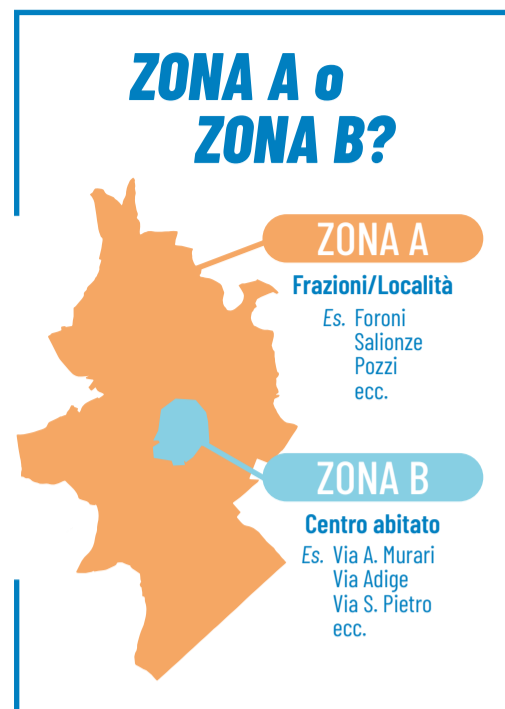 ZONA A o
ZONA B?
ZONA A
Frazioni/Località
Es. Foroni
Salionze
Pozzi
ecc.
ZONA B
Centro abitato
Es. Via A. Murari
Via Adige
Via S. Pietro
ecc.